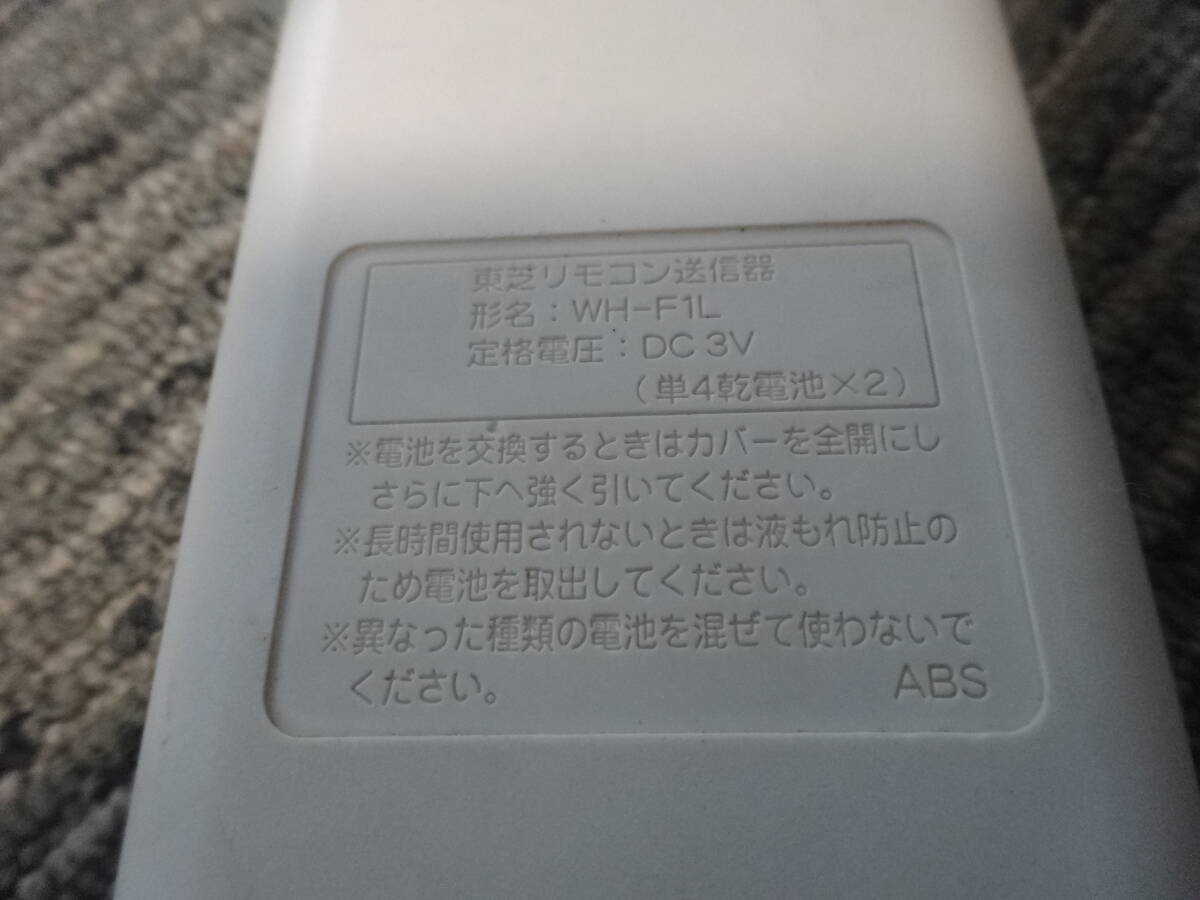 東芝リモコン送信器
形名：WH-F1L
定格電圧：DC 3V
（単4乾電池×2）
※電池を交換するときはカバーを全開にし
さらに下へ強く引いてください。
※長時間使用されないときは液もれ防止の
ため電池を取出してください。
※異なった種類の電池を混ぜて使わないで
ください。
ABS